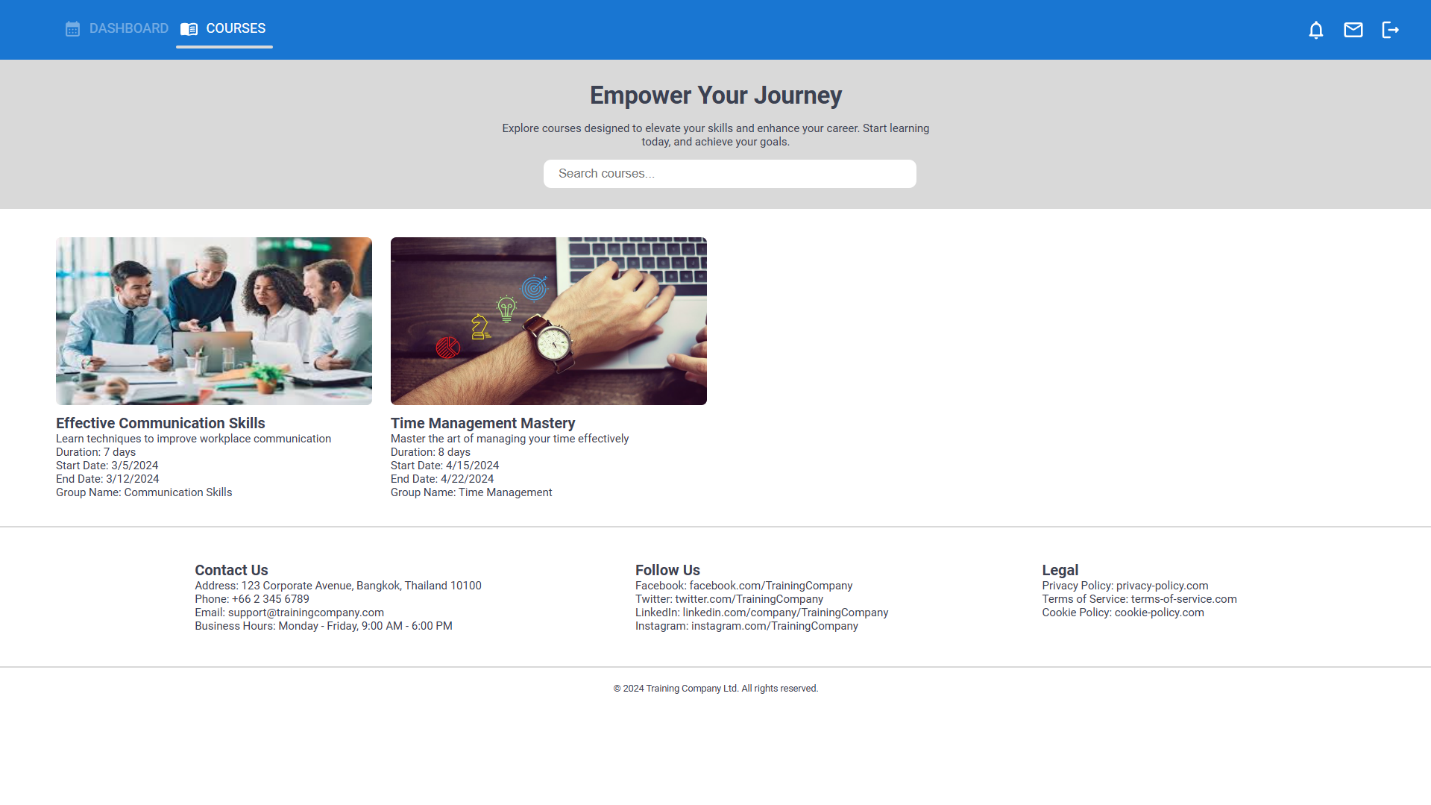 DASHBOARD COURSES
Empower Your Journey
Explore courses designed to elevate your skills and enhance your career. Start learning
today, and achieve your goals.
Search courses...
Effective Communication Skills
Learn techniques to improve workplace communication
Duration: 7 days
Start Date: 3/5/2024
End Date: 3/12/2024
Group Name: Communication Skills
Time Management Mastery
Master the art of managing your time effectively
Duration: 8 days
Start Date: 4/15/2024
End Date: 4/22/2024
Group Name: Time Management
Contact Us
Address: 123 Corporate Avenue, Bangkok, Thailand 10100
Phone: +66 2 345 6789
Email: support@trainingcompany.com
Business Hours: Monday - Friday, 9:00 AM - 6:00 PM
Follow Us
Facebook: facebook.com/TrainingCompany
Twitter: twitter.com/TrainingCompany
LinkedIn: linkedin.com/company/TrainingCompany
Instagram: instagram.com/TrainingCompany
Legal
Privacy Policy: privacy-policy.com
Terms of Service: terms-of-service.com
Cookie Policy: cookie-policy.com
© 2024 Training Company Ltd. All rights reserved.